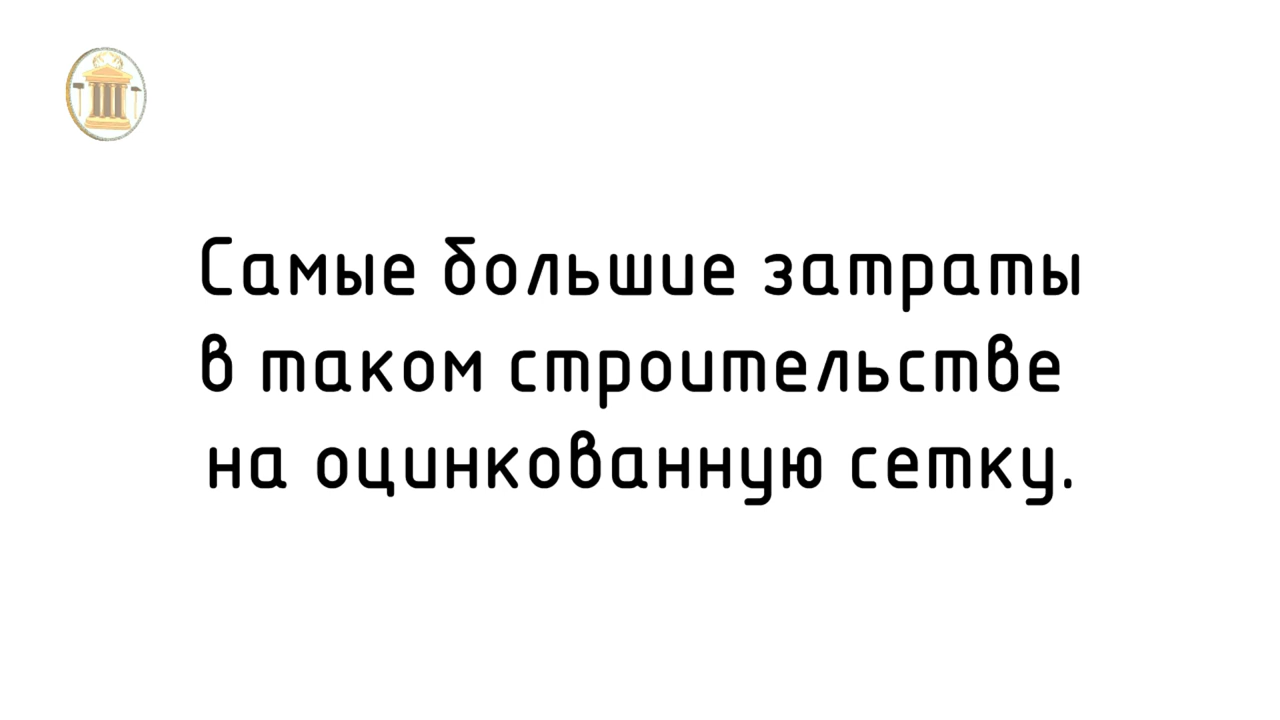 Самые большие затраты
в таком строительстве
на оцинкованную сетку.